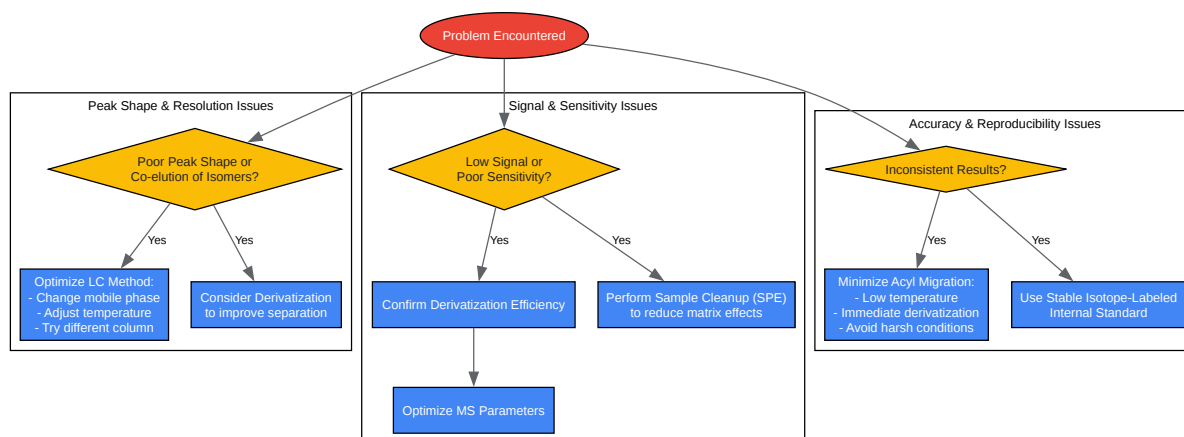 Problem Encountered
Peak Shape & Resolution Issues
Poor Peak Shape or
Co-elution of Isomers?
Yes
Yes
Optimize LC Method:
- Change mobile phase
- Adjust temperature
- Try different column
Consider Derivatization
to improve separation
Signal & Sensitivity Issues
Low Signal or
Poor Sensitivity?
Yes
Yes
Confirm Derivatization Efficiency
Perform Sample Cleanup (SPE)
to reduce matrix effects
Optimize MS Parameters
Accuracy & Reproducibility Issues
Inconsistent Results?
Yes
Yes
Minimize Acyl Migration:
- Low temperature
- Immediate derivatization
- Avoid harsh conditions
Use Stable Isotope-Labeled
Internal Standard